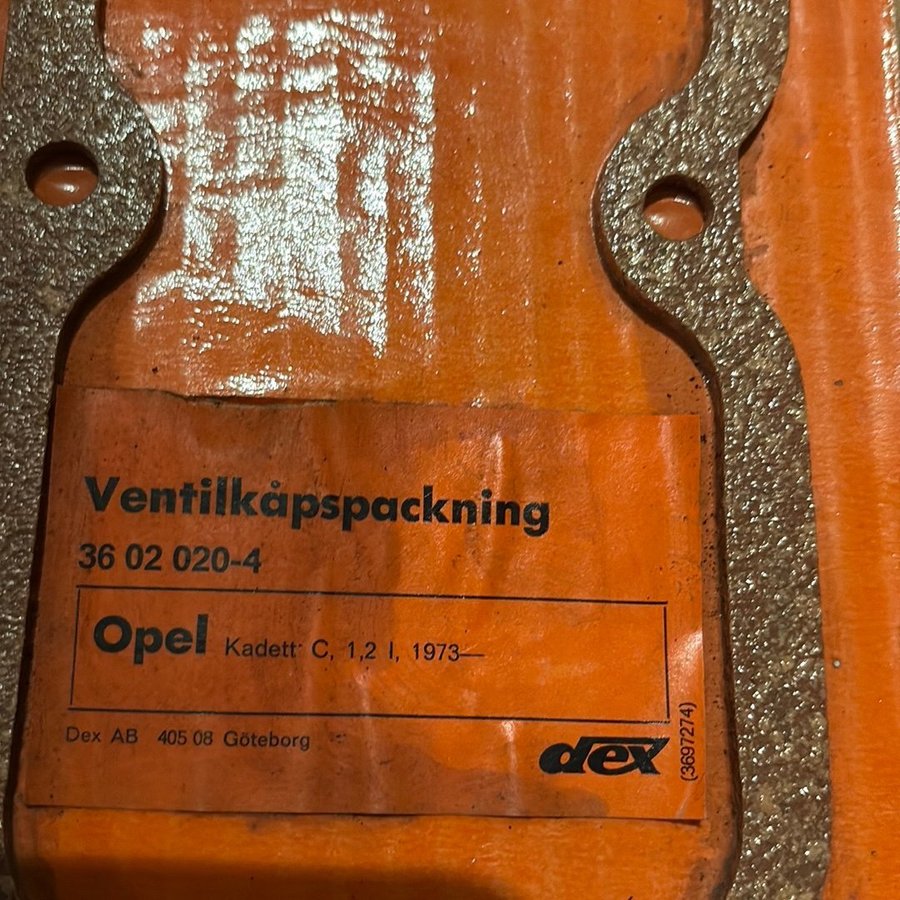 Ventilkåpspackning
36 02 020-4
Opel Kadett C, 1,2 l, 1973—
Dex AB 405 08 Göteborg
dex
(3697274)